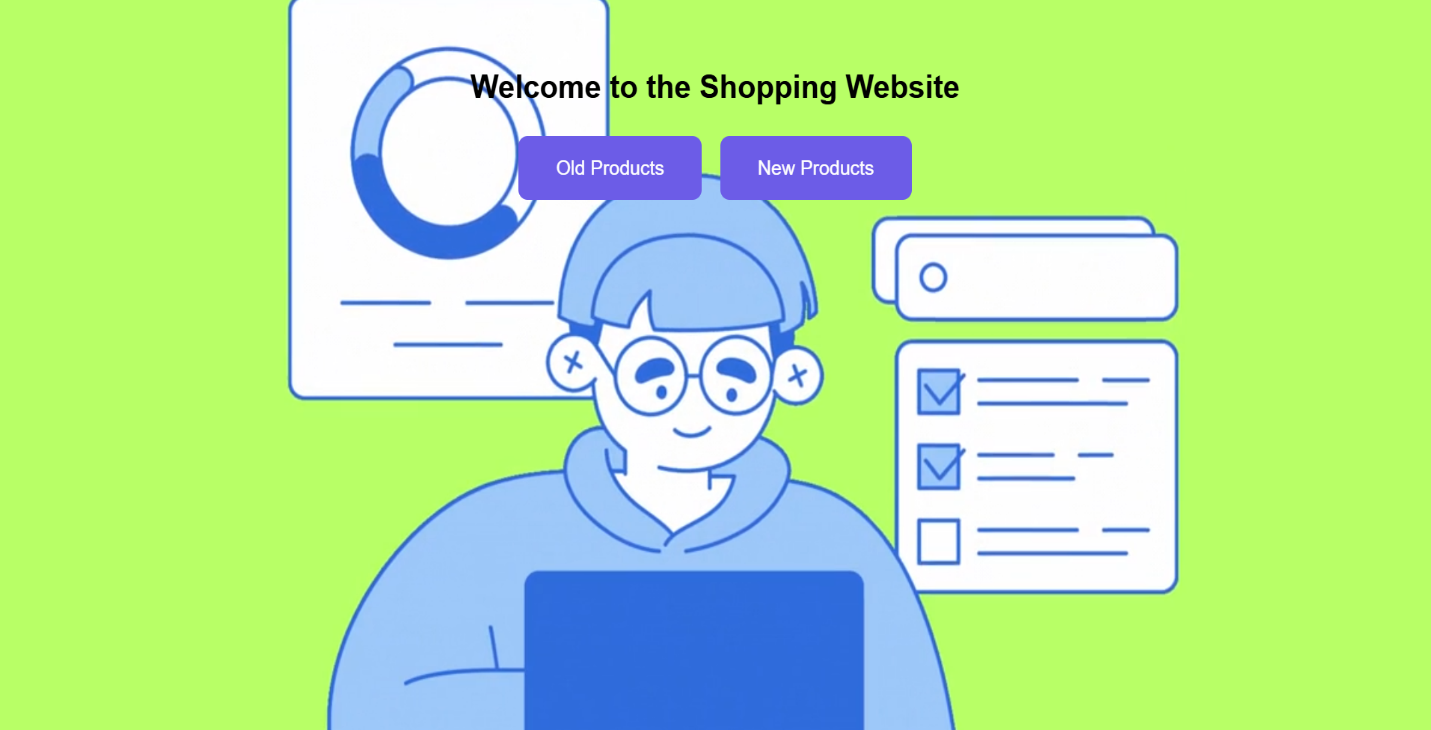 Welcome to the Shopping Website
Old Products
New Products